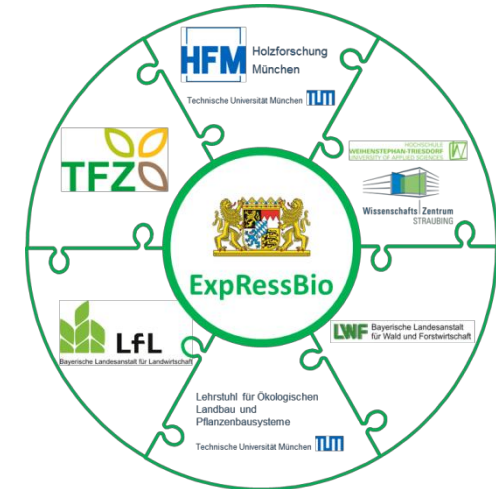 HFM Holzforschung
München
Technische Universität München TUM
HOCHSCHULE
WEIHENSTEPHAN-TRIESDORF
UNIVERSITY OF APPLIED SCIENCES
Wissenschafts Zentrum
STRAUBING
LWF Bayerische Landesanstalt
für Wald und Forstwirtschaft
Lehrstuhl für Ökologischen
Landbau und
Pflanzenbausysteme
Technische Universität München TUM
LfL
Bayerische Landesanstalt für Landwirtschaft
TFZ
ExpRessBio